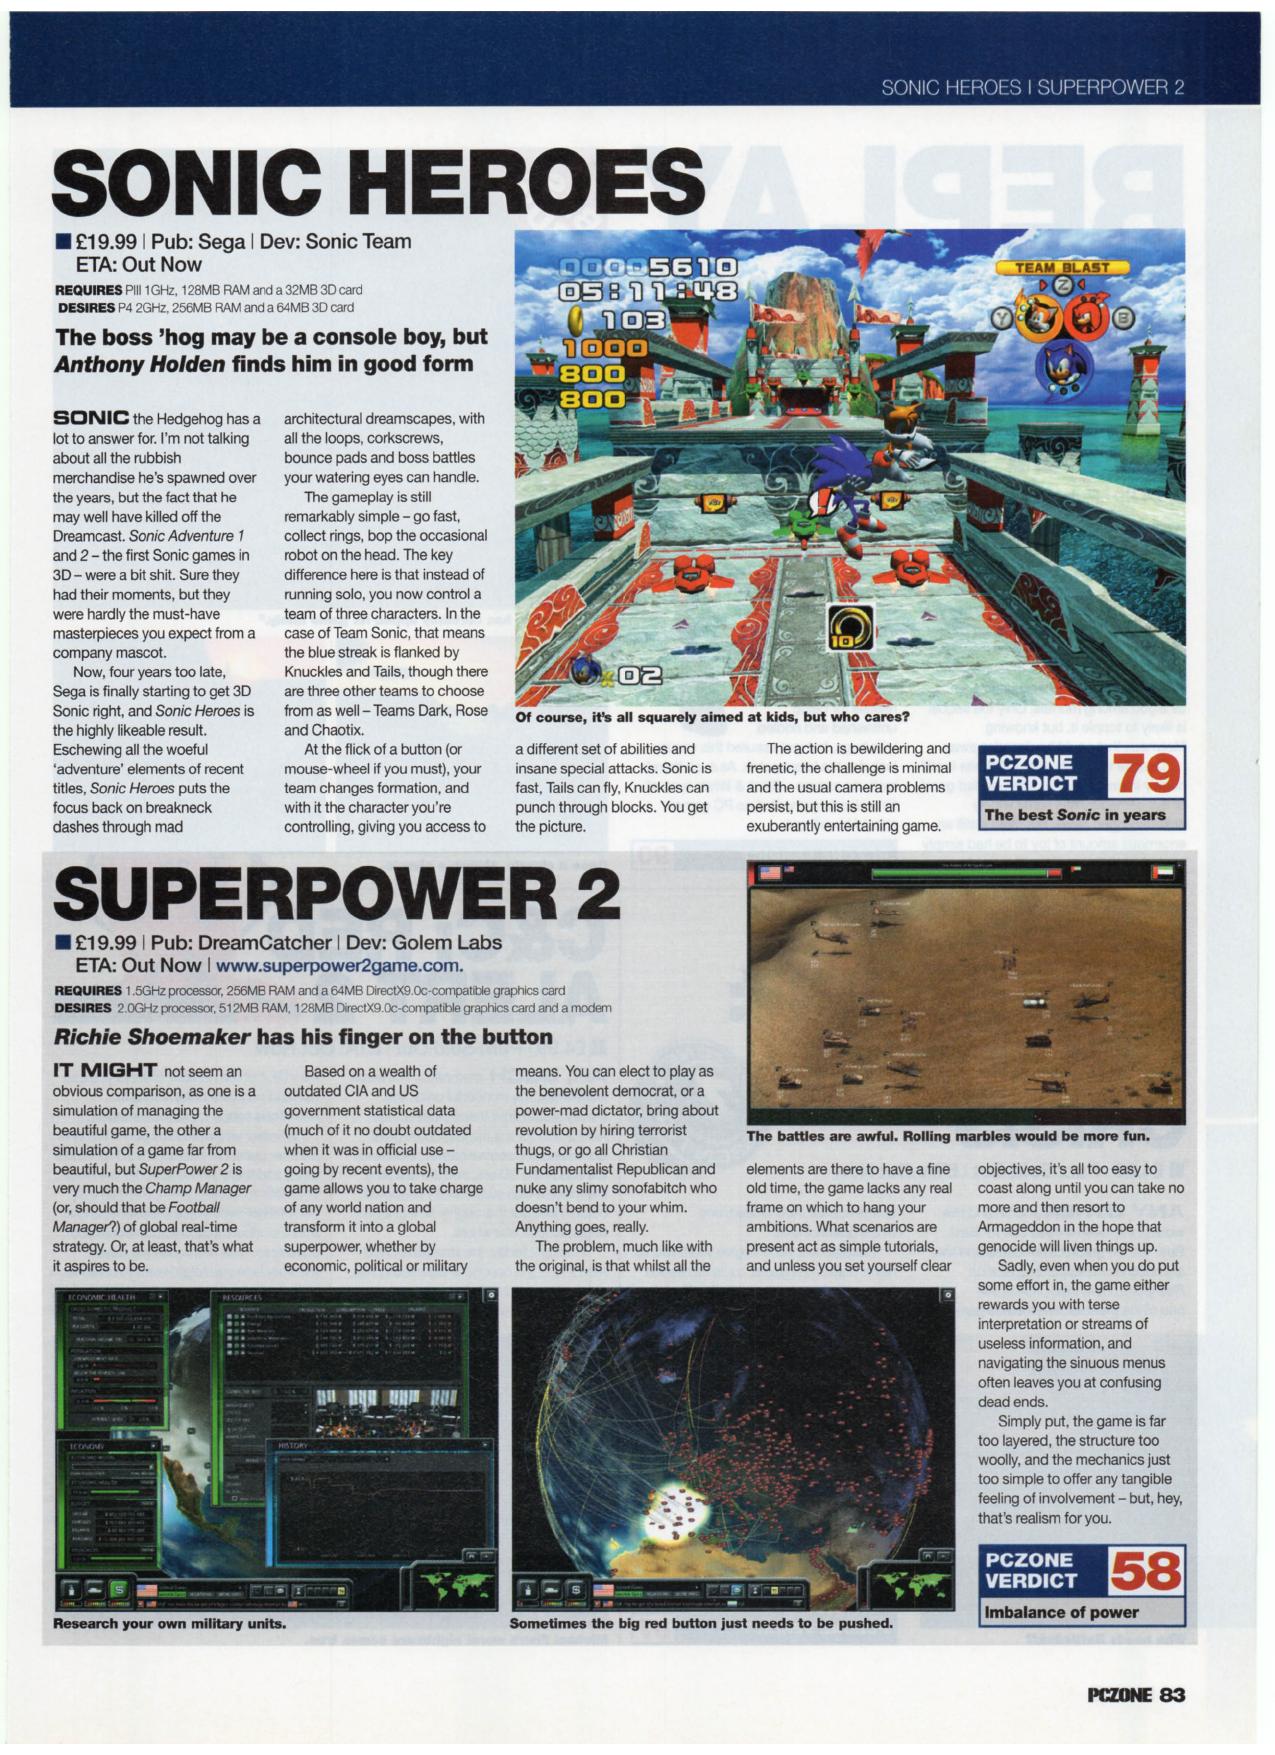 SONIC HEROES | SUPERPOWER 2
SONIC HEROES
£19.99 | Pub: Sega | Dev: Sonic Team
ETA: Out Now
REQUIRES PIII 1GHz, 128MB RAM and a 32MB 3D card
DESIRES P4 2GHz, 256MB RAM and a 64MB 3D card
The boss 'hog may be a console boy, but
Anthony Holden finds him in good form
SONIC the Hedgehog has a
lot to answer for. I'm not talking
about all the rubbish
merchandise he's spawned over
the years, but the fact that he
may well have killed off the
Dreamcast. Sonic Adventure 1
and 2 – the first Sonic games in
3D – were a bit shit. Sure they
had their moments, but they
were hardly the must-have
masterpieces you expect from a
company mascot.
Now, four years too late,
Sega is finally starting to get 3D
Sonic right, and Sonic Heroes is
the highly likeable result.
Eschewing all the woeful
'adventure' elements of recent
titles, Sonic Heroes puts the
focus back on breakneck
dashes through mad
architectural dreamscapes, with
all the loops, corkscrews,
bounce pads and boss battles
your watering eyes can handle.
The gameplay is still
remarkably simple – go fast,
collect rings, bop the occasional
robot on the head. The key
difference here is that instead of
running solo, you now control a
team of three characters. In the
case of Team Sonic, that means
the blue streak is flanked by
Knuckles and Tails, though there
are three other teams to choose
from as well – Teams Dark, Rose
and Chaotix.
At the flick of a button (or
mouse-wheel if you must), your
team changes formation, and
with it the character you're
controlling, giving you access to
00005610
05:11:48
103
1000
800
800
TEAM BLAST
Z
Y
B
10
x02
Of course, it's all squarely aimed at kids, but who cares?
a different set of abilities and
insane special attacks. Sonic is
fast, Tails can fly, Knuckles can
punch through blocks. You get
the picture.
The action is bewildering and
frenetic, the challenge is minimal
and the usual camera problems
persist, but this is still an
exuberantly entertaining game.
PCZONE
VERDICT
79
The best Sonic in years
SUPERPOWER 2
£19.99 | Pub: DreamCatcher | Dev: Golem Labs
ETA: Out Now | www.superpower2game.com.
REQUIRES 1.5GHz processor, 256MB RAM and a 64MB DirectX9.0c-compatible graphics card
DESIRES 2.0GHz processor, 512MB RAM, 128MB DirectX9.0c-compatible graphics card and a modem
Richie Shoemaker has his finger on the button
IT MIGHT not seem an
obvious comparison, as one is a
simulation of managing the
beautiful game, the other a
simulation of a game far from
beautiful, but SuperPower 2 is
very much the Champ Manager
(or, should that be Football
Manager?) of global real-time
strategy. Or, at least, that's what
it aspires to be.
Based on a wealth of
outdated CIA and US
government statistical data
(much of it no doubt outdated
when it was in official use –
going by recent events), the
game allows you to take charge
of any world nation and
transform it into a global
superpower, whether by
economic, political or military
means. You can elect to play as
the benevolent democrat, or a
power-mad dictator, bring about
revolution by hiring terrorist
thugs, or go all Christian
Fundamentalist Republican and
nuke any slimy sonofabitch who
doesn't bend to your whim.
Anything goes, really.
The problem, much like with
the original, is that whilst all the
The battles are awful. Rolling marbles would be more fun.
elements are there to have a fine
old time, the game lacks any real
frame on which to hang your
ambitions. What scenarios are
present act as simple tutorials,
and unless you set yourself clear
objectives, it's all too easy to
coast along until you can take no
more and then resort to
Armageddon in the hope that
genocide will liven things up.
Sadly, even when you do put
some effort in, the game either
rewards you with terse
interpretation or streams of
useless information, and
navigating the sinuous menus
often leaves you at confusing
dead ends.
Simply put, the game is far
too layered, the structure too
woolly, and the mechanics just
too simple to offer any tangible
feeling of involvement – but, hey,
that's realism for you.
ECONOMIC HEALTH
RESOURCES
ECONOMY
HISTORY
S
Research your own military units.
S
Sometimes the big red button just needs to be pushed.
PCZONE
VERDICT
58
Imbalance of power
PCZONE 83